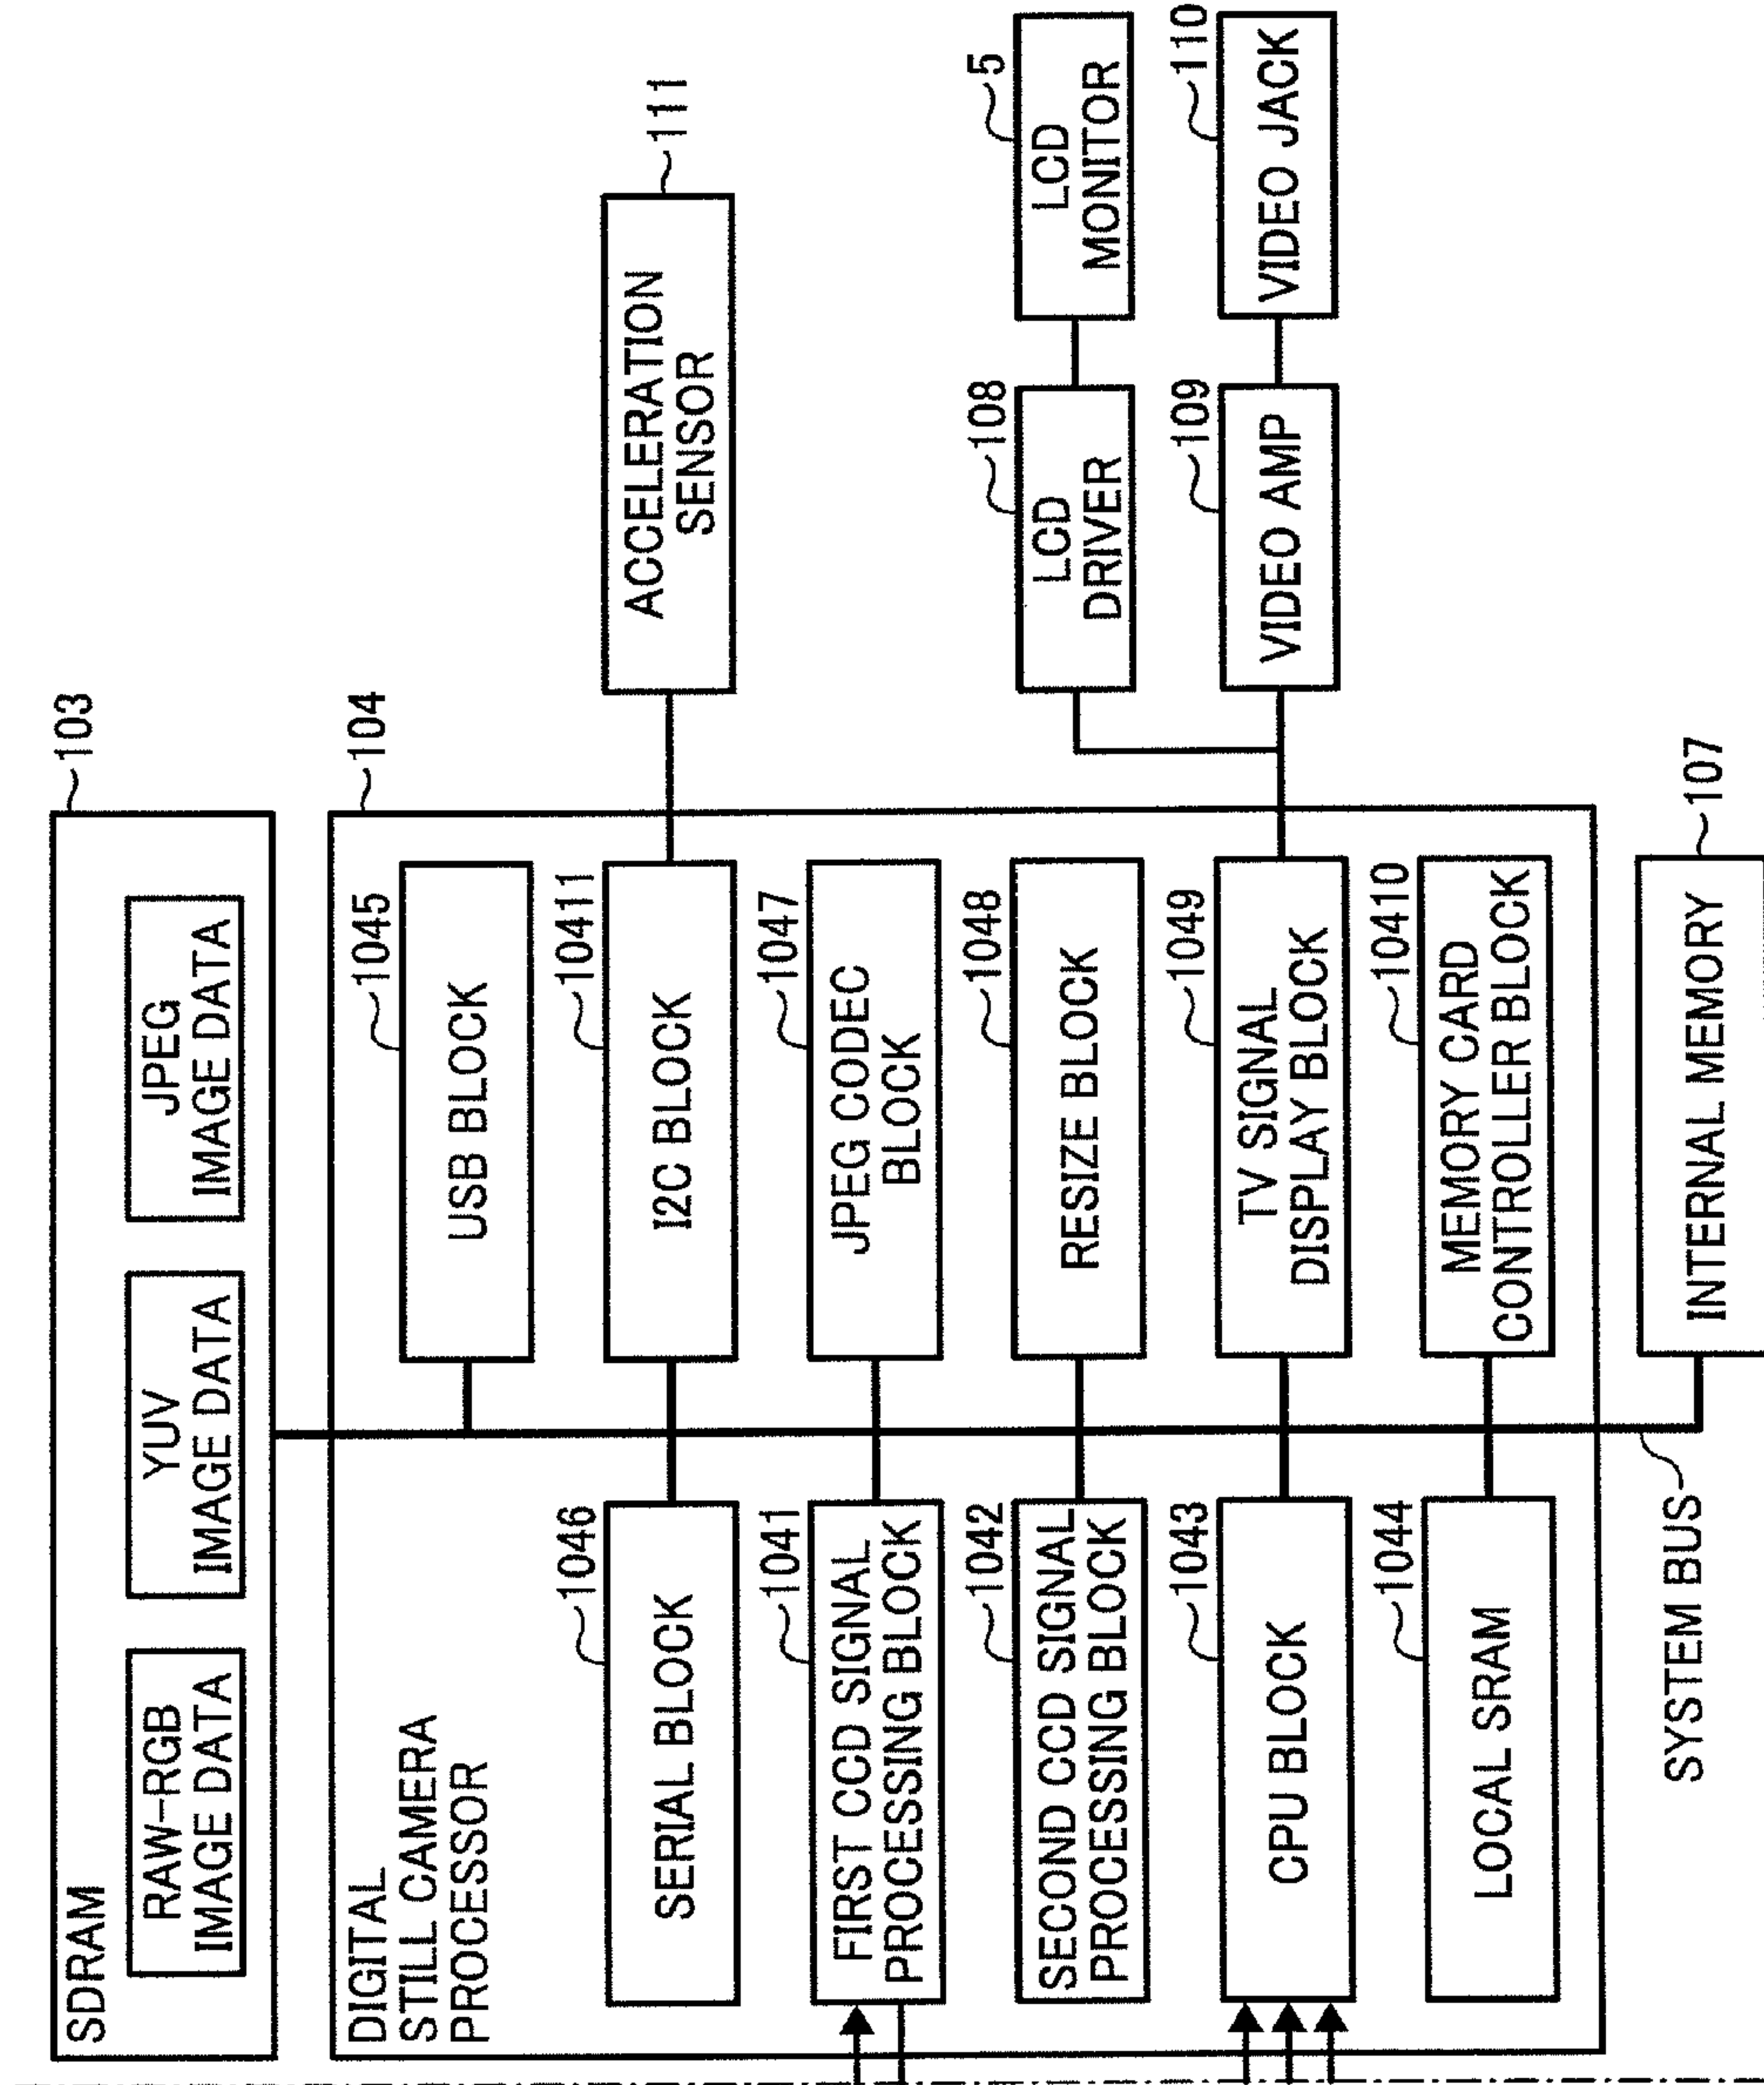 SDRAM
103
RAW-RGB
IMAGE DATA
YUV
IMAGE DATA
JPEG
IMAGE DATA
DIGITAL
STILL CAMERA
PROCESSOR
104
1045
USB BLOCK
1046
SERIAL BLOCK
10411
I2C BLOCK
111
ACCELERATION
SENSOR
1041
FIRST CCD SIGNAL
PROCESSING BLOCK
1047
JPEG CODEC
BLOCK
1042
SECOND CCD SIGNAL
PROCESSING BLOCK
1048
RESIZE BLOCK
108
LCD
DRIVER
5
LCD
MONITOR
1043
CPU BLOCK
1049
TV SIGNAL
DISPLAY BLOCK
109
VIDEO AMP
110
VIDEO JACK
1044
LOCAL SRAM
10410
MEMORY CARD
CONTROLLER BLOCK
SYSTEM BUS
107
INTERNAL MEMORY